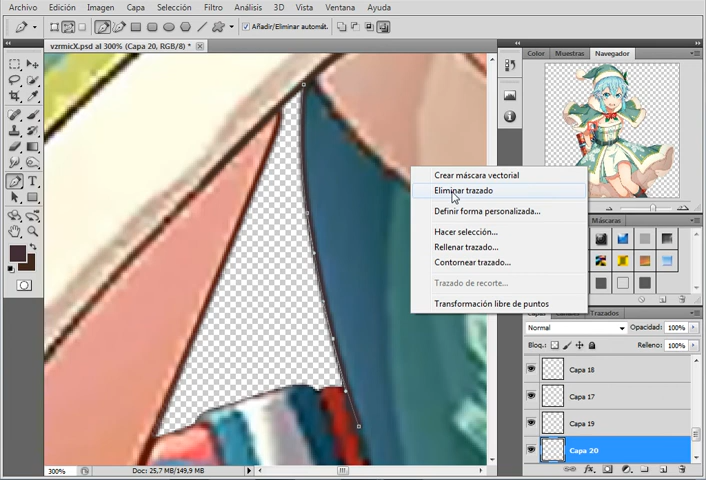 Archivo Edición Imagen Capa Selección Filtro Análisis 3D Vista Ventana Ayuda
Añadir/Eliminar automát.
vzrmicX.psd al 300% (Capa 20, RGB/8) *
Color Muestras Navegador
Crear máscara vectorial
Eliminar trazado
Definir forma personalizada...
Hacer selección...
Rellenar trazado...
Contornear trazado...
Trazado de recorte...
Transformación libre de puntos
Máscaras
Capas Canales Trazados
Normal Opacidad: 100%
Bloq.: Relleno: 100%
Capa 18
Capa 17
Capa 19
Capa 20
300% Doc: 25,7 MB/149,9 MB